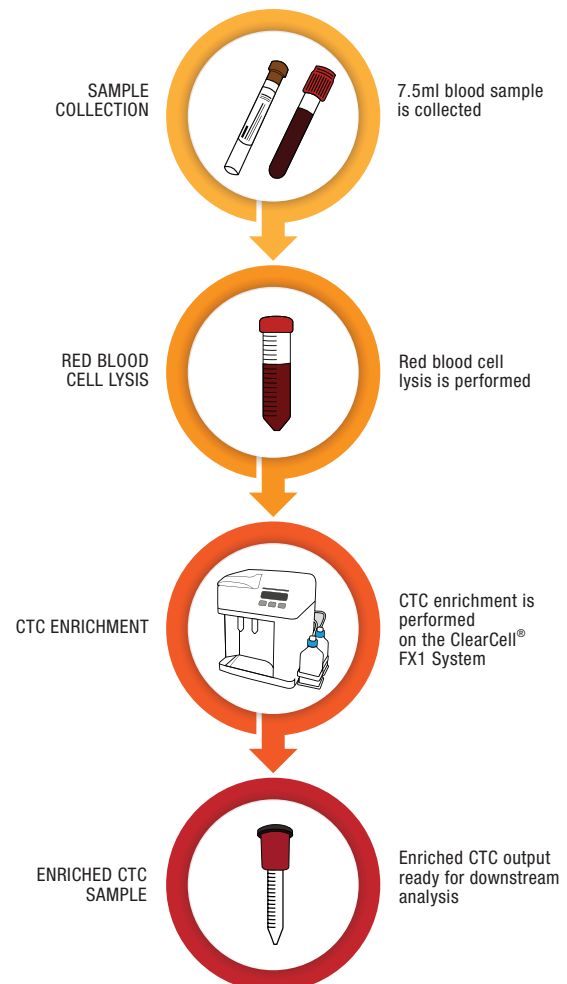 SAMPLE
COLLECTION
7.5ml blood sample
is collected
RED BLOOD
CELL LYSIS
Red blood cell
lysis is performed
CTC ENRICHMENT
CTC enrichment is
performed
on the ClearCell®
FX1 System
ENRICHED CTC
SAMPLE
Enriched CTC output
ready for downstream
analysis